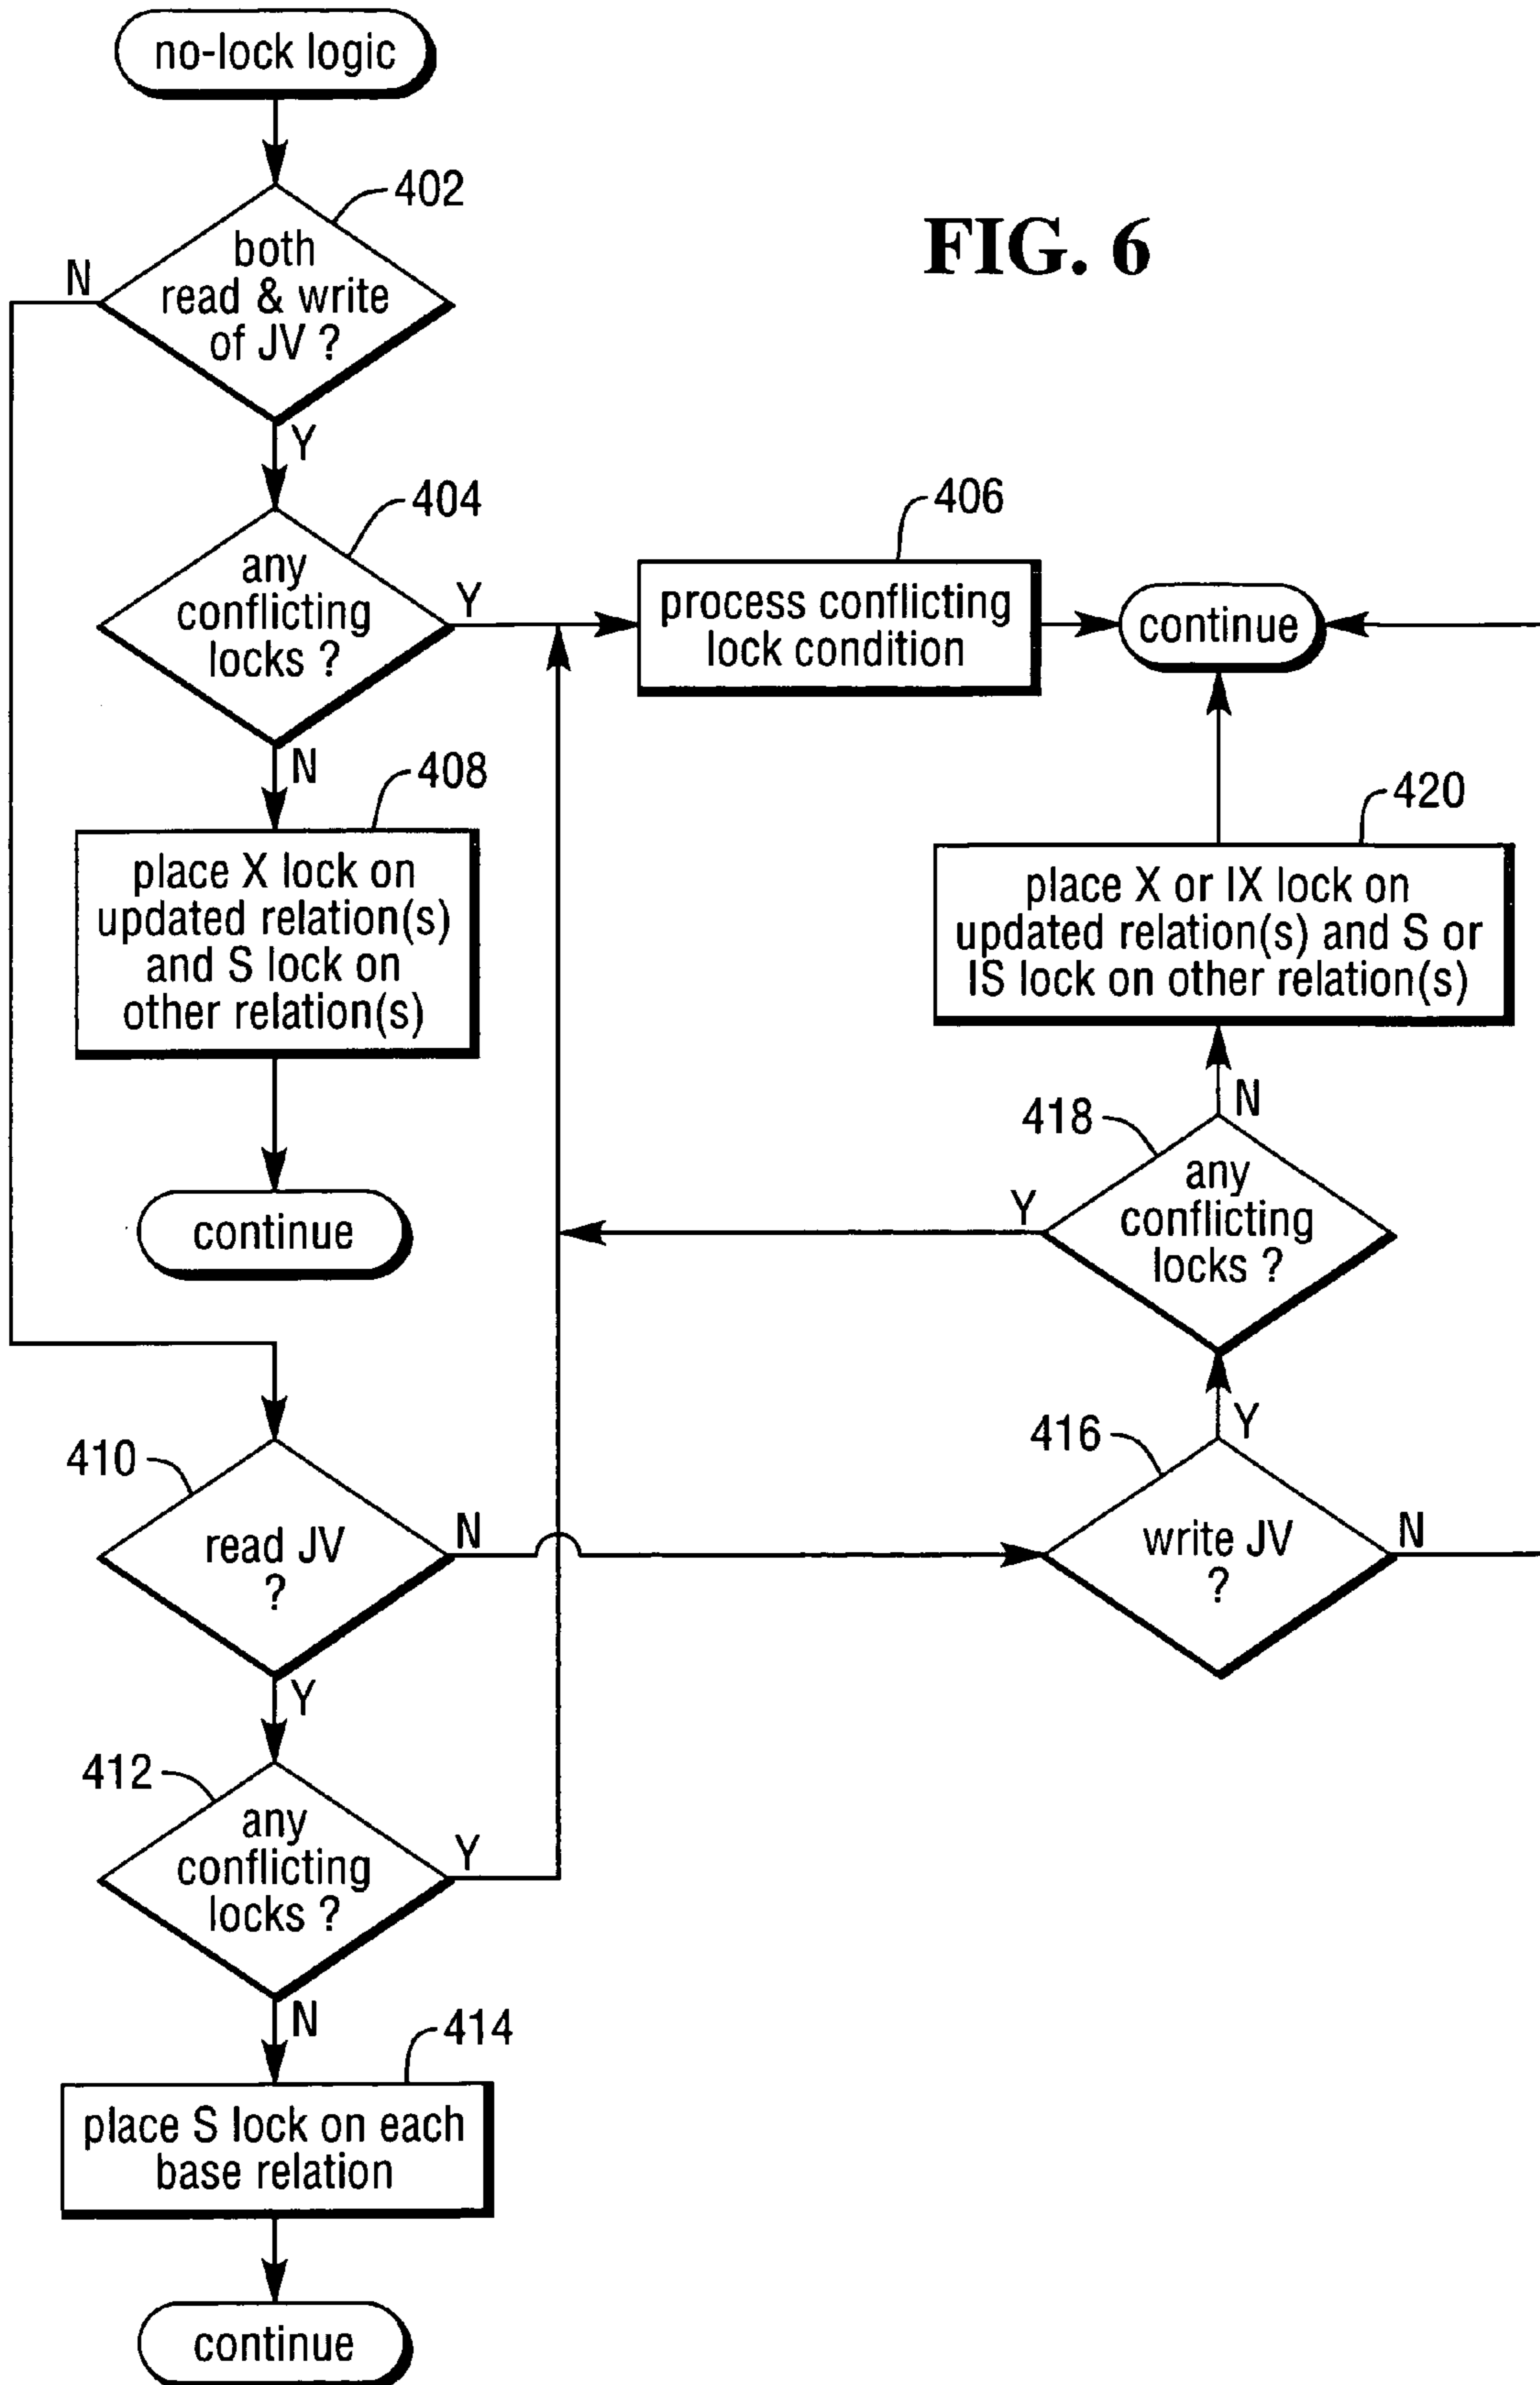 no-lock logic
402
FIG. 6
both
read & write
of JV ?
N
Y
404
any
conflicting
locks ?
Y
N
406
process conflicting
lock condition
continue
408
place X lock on
updated relation(s)
and S lock on
other relation(s)
continue
420
place X or IX lock on
updated relation(s) and S or
IS lock on other relation(s)
N
418
any
conflicting
locks ?
Y
Y
416
write JV
?
N
410
read JV
?
N
Y
412
any
conflicting
locks ?
Y
N
414
place S lock on each
base relation
continue